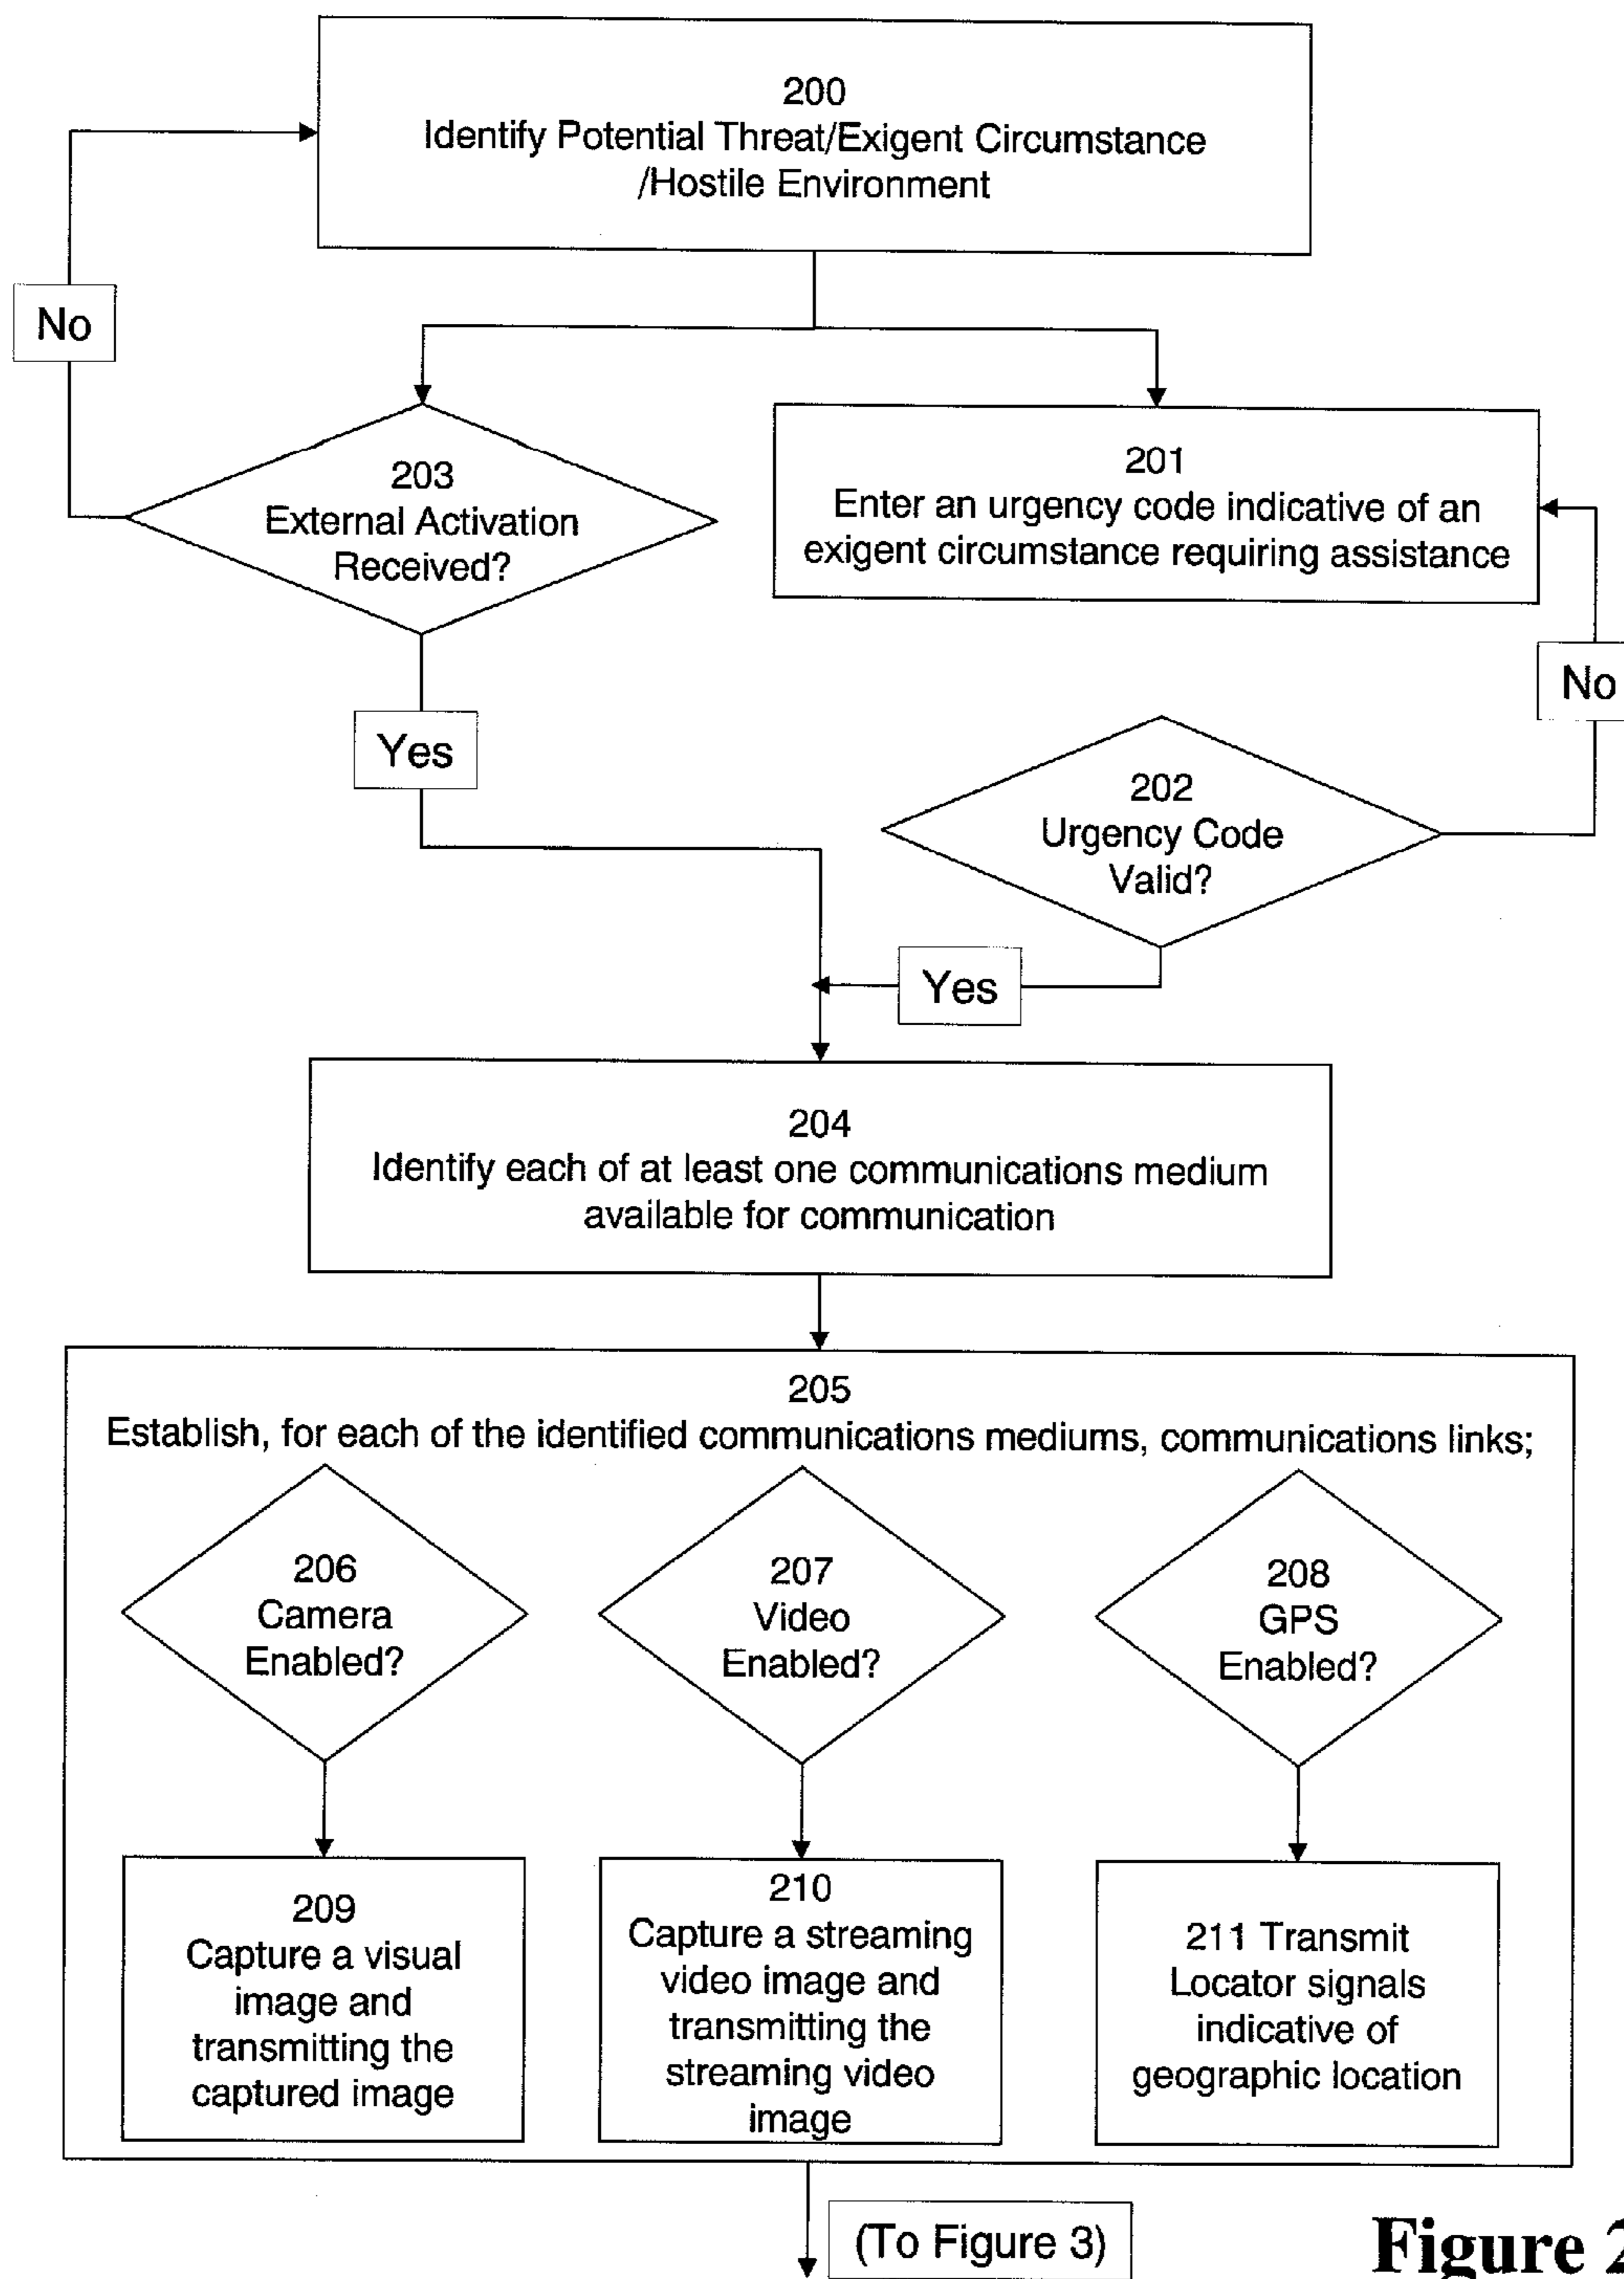 200
Identify Potential Threat/Exigent Circumstance
/Hostile Environment
No
203
External Activation
Received?
201
Enter an urgency code indicative of an
exigent circumstance requiring assistance
No
Yes
202
Urgency Code
Valid?
Yes
204
Identify each of at least one communications medium
available for communication
205
Establish, for each of the identified communications mediums, communications links;
206
Camera
Enabled?
207
Video
Enabled?
208
GPS
Enabled?
209
Capture a visual
image and
transmitting the
captured image
210
Capture a streaming
video image and
transmitting the
streaming video
image
211 Transmit
Locator signals
indicative of
geographic location
(To Figure 3)
Figure 2